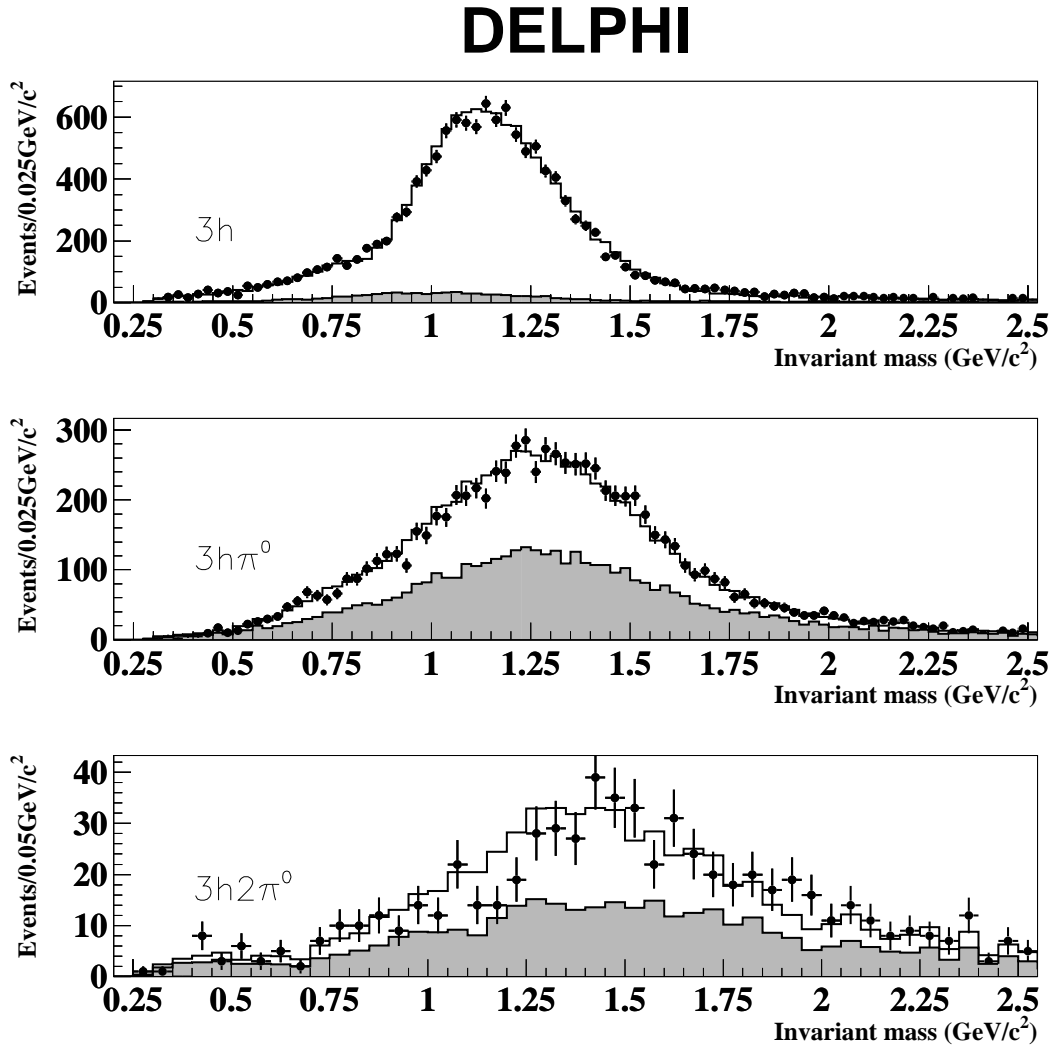 DELPHI
Events/0.025GeV/c²
600
400
200
0
3h
0.25 0.5 0.75 1 1.25 1.5 1.75 2 2.25 2.5
Invariant mass (GeV/c²)
Events/0.025GeV/c²
300
200
100
0
3hπ⁰
0.25 0.5 0.75 1 1.25 1.5 1.75 2 2.25 2.5
Invariant mass (GeV/c²)
Events/0.05GeV/c²
40
30
20
10
0
3h2π⁰
0.25 0.5 0.75 1 1.25 1.5 1.75 2 2.25 2.5
Invariant mass (GeV/c²)